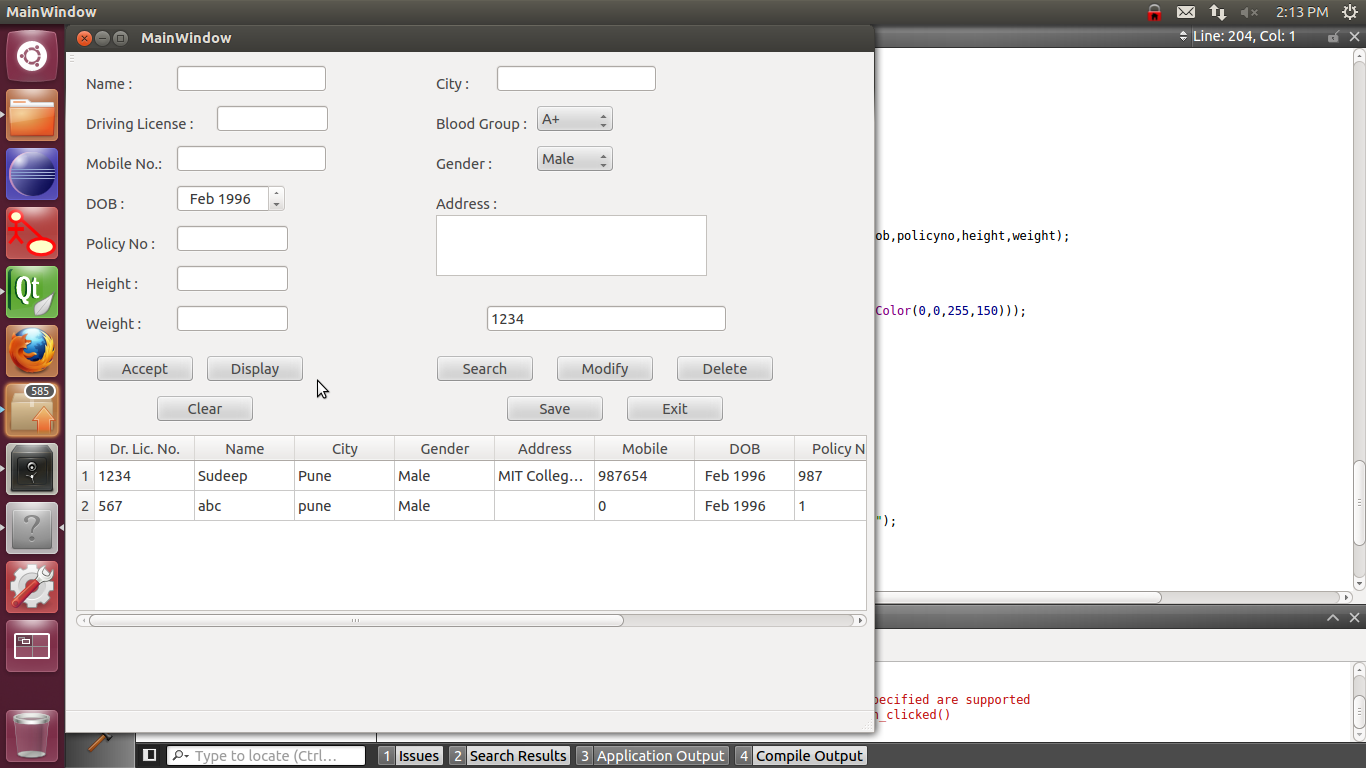 MainWindow 2:13 PM
MainWindow
Line: 204, Col: 1
Name : City :
Driving License : Blood Group : A+
Mobile No.: Gender : Male
DOB : Feb 1996 Address :
Policy No :
ob,policyno,height,weight);
Height :
Color(0,0,255,150)));
Weight : 1234
Accept Display Search Modify Delete
585
Clear Save Exit
Dr. Lic. No. Name City Gender Address Mobile DOB Policy N
1 1234 Sudeep Pune Male MIT Colleg... 987654 Feb 1996 987
2 567 abc pune Male 0 Feb 1996 1
");
Qt
pecified are supported
n_clicked()
Type to locate (Ctrl... 1 Issues 2 Search Results 3 Application Output 4 Compile Output